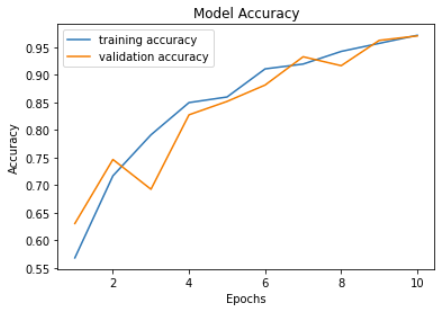 Model Accuracy
training accuracy
validation accuracy
Accuracy
0.95
0.90
0.85
0.80
0.75
0.70
0.65
0.60
0.55
2 4 6 8 10
Epochs